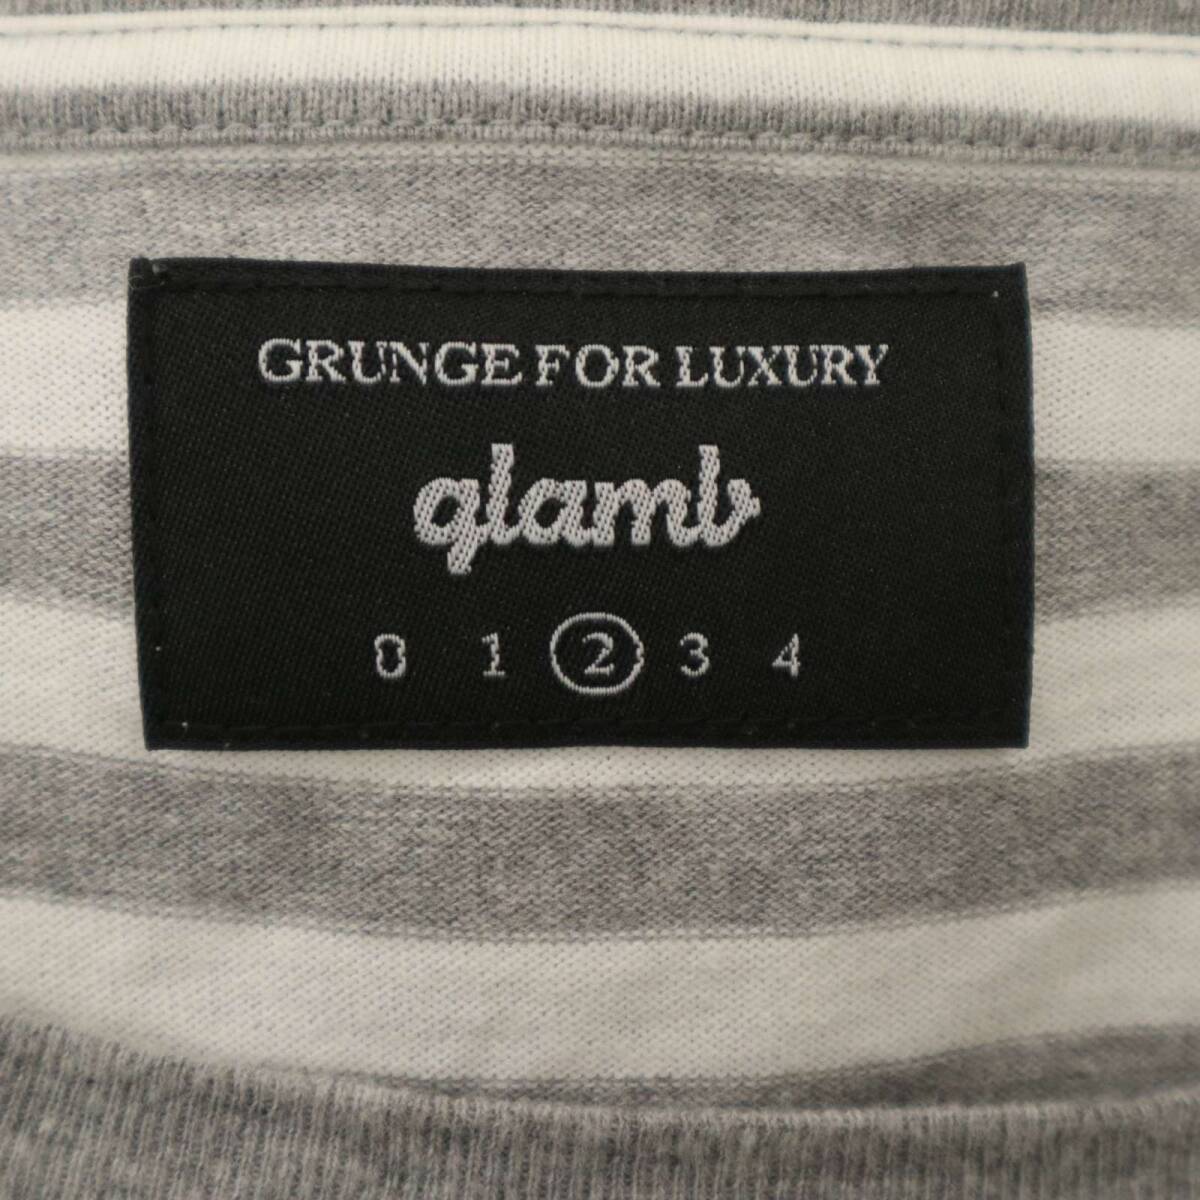 GRUNGE FOR LUXURY
glamb
0 1 2 3 4